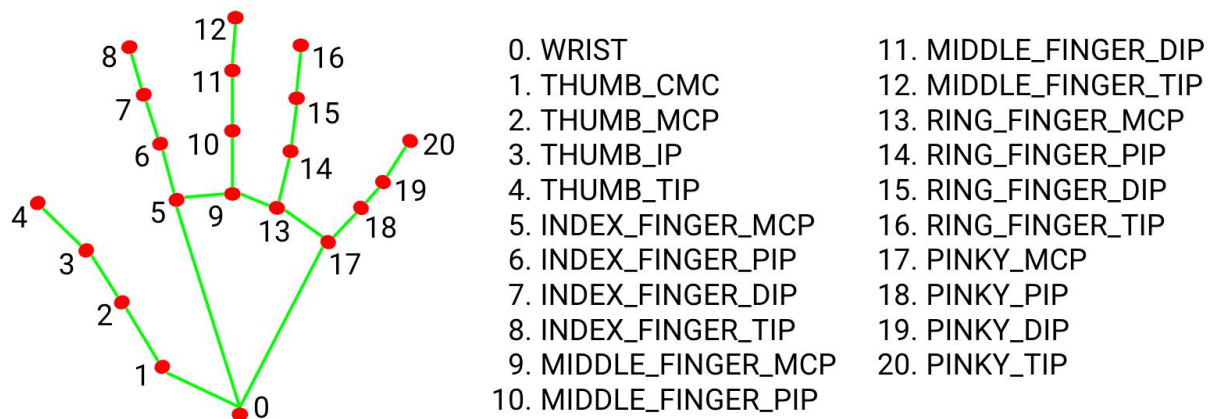 12
8
16
11
7
15
10
20
6
14
19
4
5
9
13
18
3
17
2
1
0
0. WRIST
1. THUMB_CMC
2. THUMB_MCP
3. THUMB_IP
4. THUMB_TIP
5. INDEX_FINGER_MCP
6. INDEX_FINGER_PIP
7. INDEX_FINGER_DIP
8. INDEX_FINGER_TIP
9. MIDDLE_FINGER_MCP
10. MIDDLE_FINGER_PIP
11. MIDDLE_FINGER_DIP
12. MIDDLE_FINGER_TIP
13. RING_FINGER_MCP
14. RING_FINGER_PIP
15. RING_FINGER_DIP
16. RING_FINGER_TIP
17. PINKY_MCP
18. PINKY_PIP
19. PINKY_DIP
20. PINKY_TIP